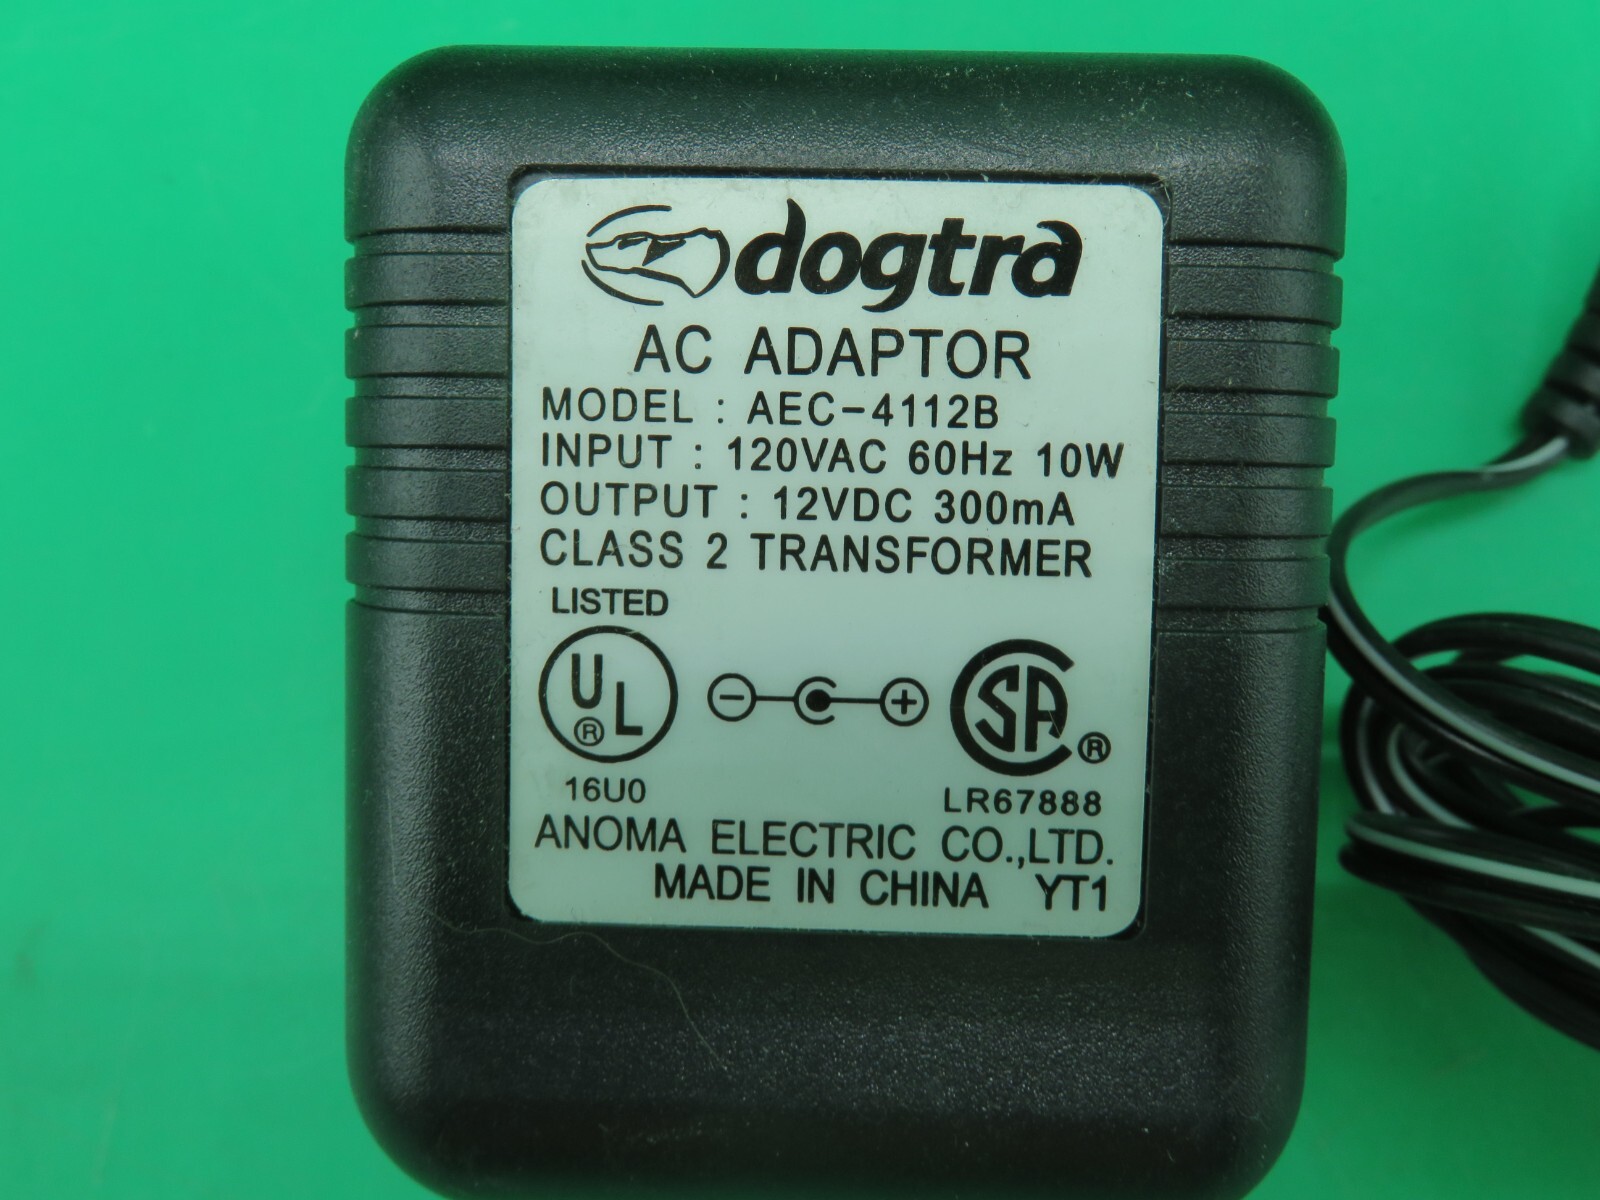 dogtra
AC ADAPTOR
MODEL : AEC-4112B
INPUT : 120VAC 60Hz 10W
OUTPUT : 12VDC 300mA
CLASS 2 TRANSFORMER
LISTED
UL ® − + SA ®
16U0 LR67888
ANOMA ELECTRIC CO.,LTD.
MADE IN CHINA YT1